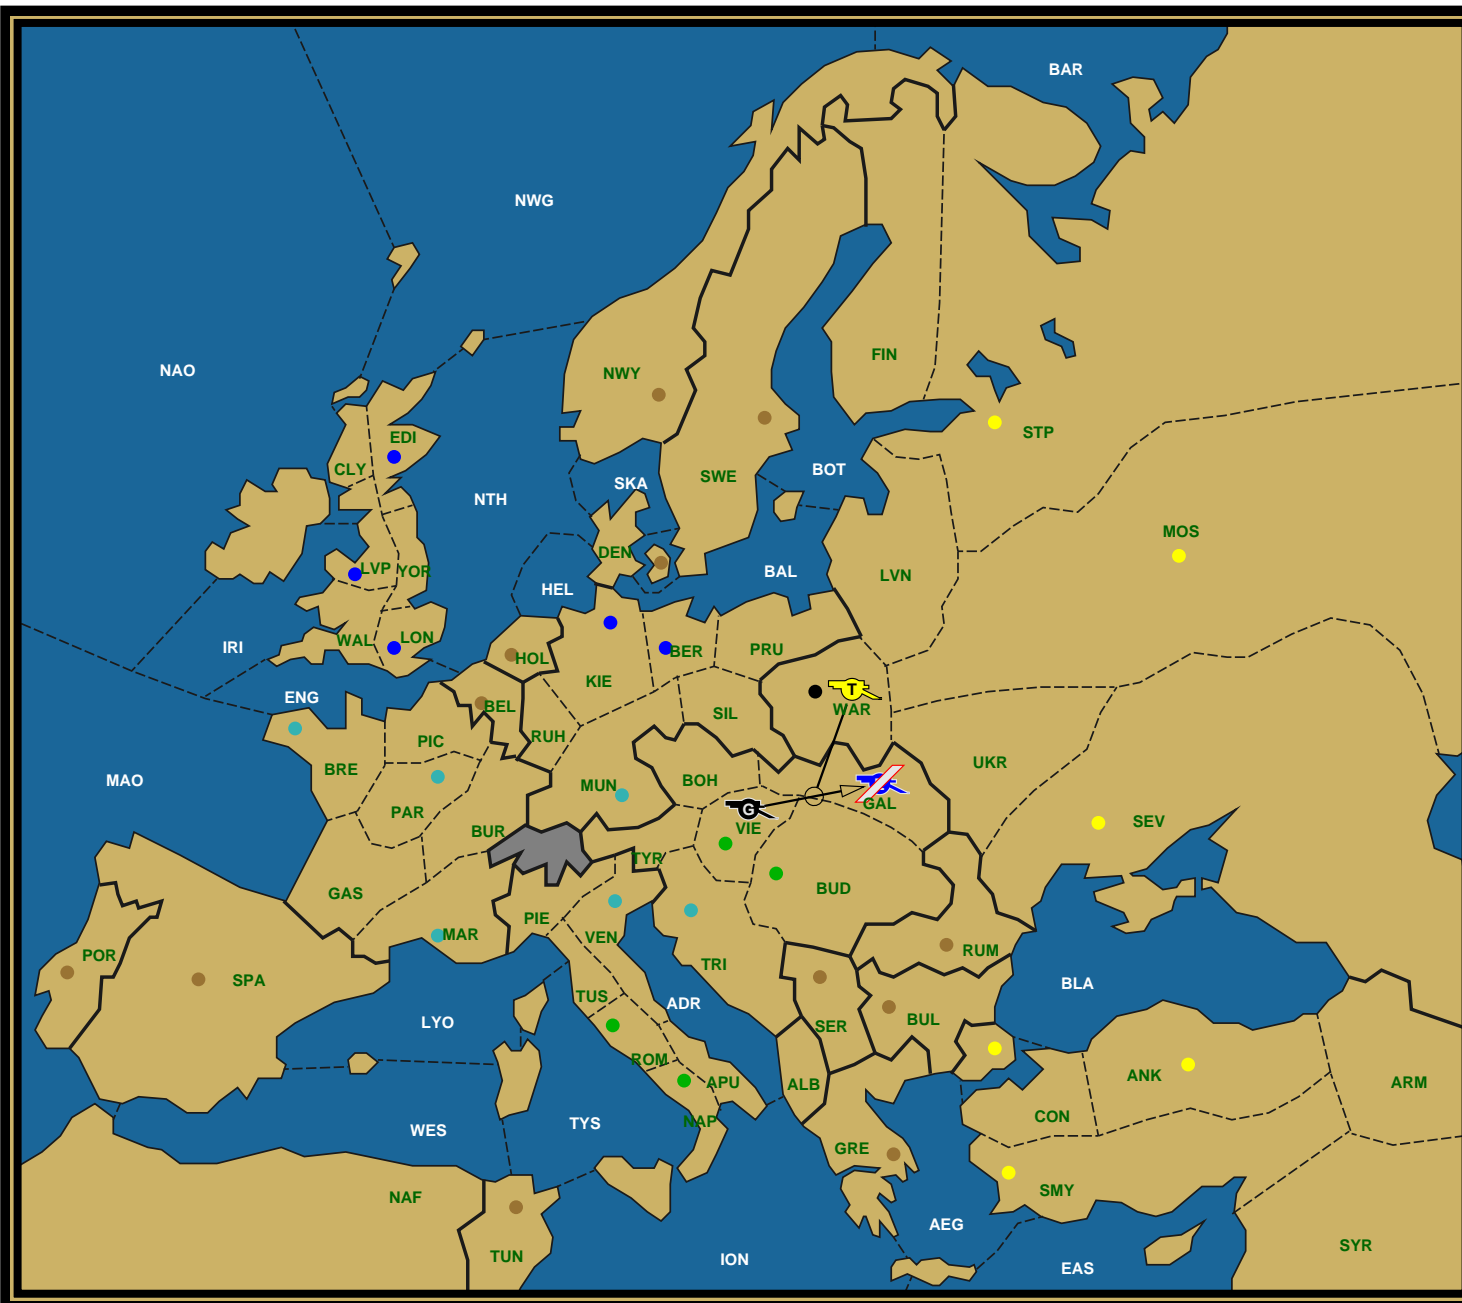 BAR
NWG
NAO
FIN
NWY
EDI
STP
CLY
SKA
BOT
SWE
NTH
MOS
DEN
LVP
YOR
BAL
LVN
HEL
IRI
WAL
LON
HOL
BER
PRU
KIE
ENG
T
BEL
WAR
SIL
PIC
RUH
UKR
BRE
MAO
BOH
MUN
GAL
G
PAR
SEV
VIE
BUR
TYR
BUD
GAS
PIE
MAR
VEN
RUM
POR
TRI
SPA
BLA
TUS
ADR
LYO
BUL
SER
ROM
ANK
APU
ALB
ARM
CON
NAP
TYS
WES
GRE
SMY
NAF
AEG
SYR
TUN
ION
EAS